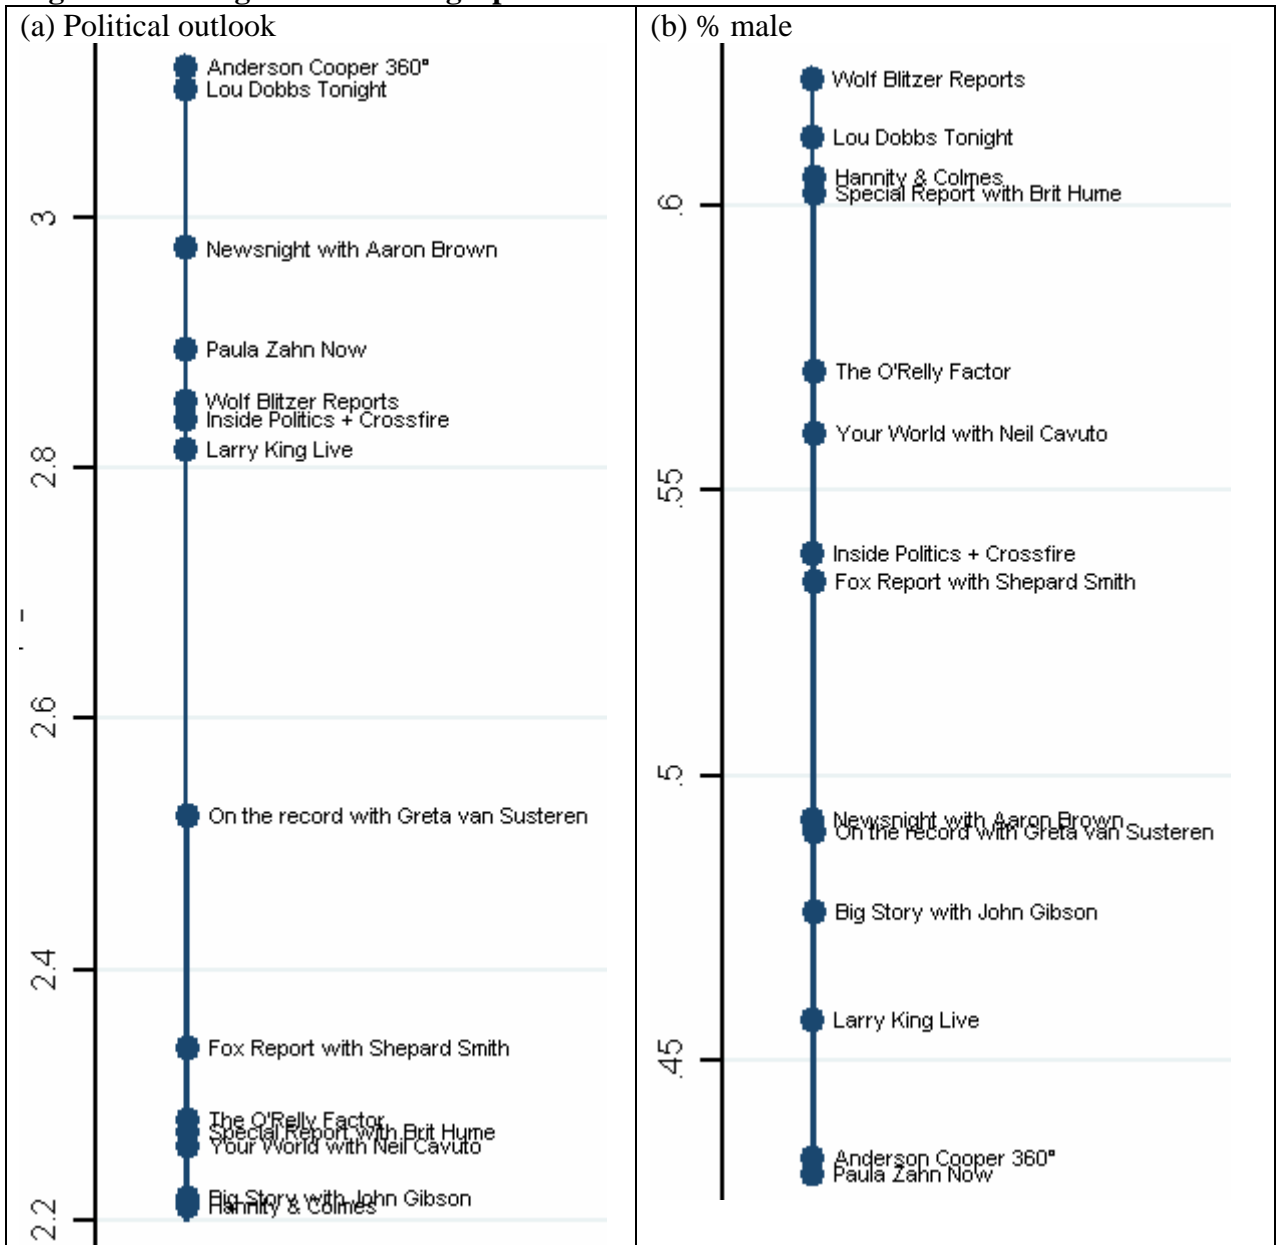 (a) Political outlook
Anderson Cooper 360°
Lou Dobbs Tonight
3
Newsnight with Aaron Brown
Paula Zahn Now
Wolf Blitzer Reports
Inside Politics + Crossfire
Larry King Live
2.8
2.6
On the record with Greta van Susteren
2.4
Fox Report with Shepard Smith
The O'Relly Factor
Special Report with Brit Hume
Your World with Neil Cavuto
Big Story with John Gibson
Hannity & Colmes
2.2
(b) % male
Wolf Blitzer Reports
Lou Dobbs Tonight
Hannity & Colmes
Special Report with Brit Hume
.6
The O'Relly Factor
Your World with Neil Cavuto
.55
Inside Politics + Crossfire
Fox Report with Shepard Smith
.5
Newsnight with Aaron Brown
On the record with Greta van Susteren
Big Story with John Gibson
Larry King Live
.45
Anderson Cooper 360°
Paula Zahn Now